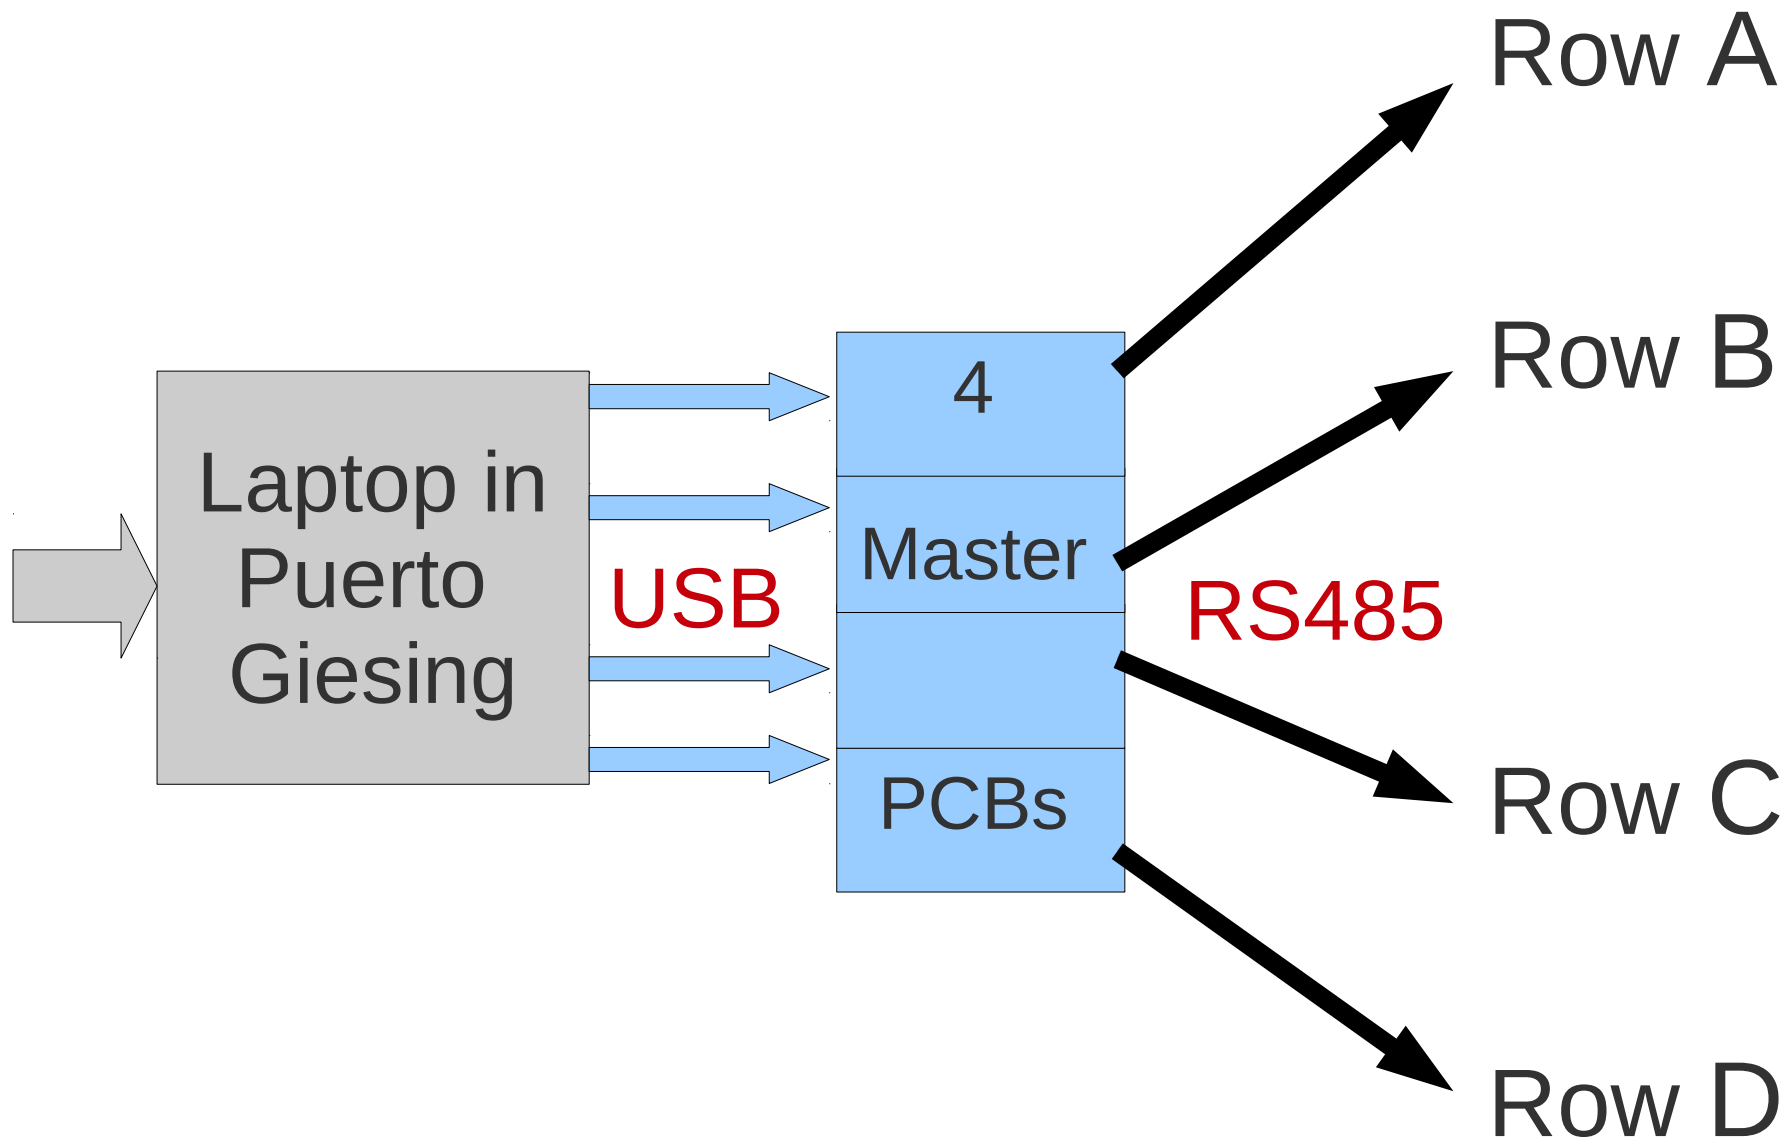 Laptop in
Puerto
Giesing
USB
4
Master
PCBs
RS485
Row A
Row B
Row C
Row D